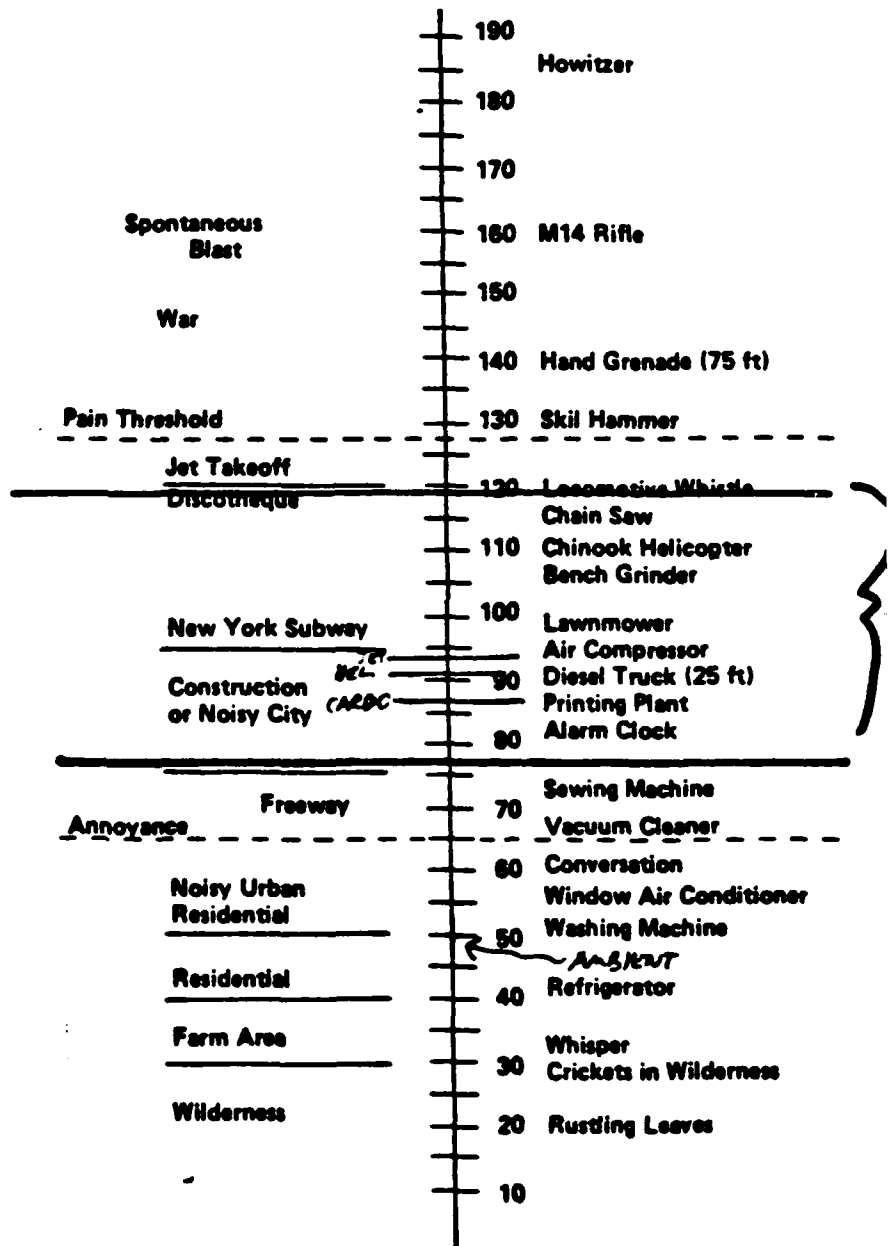 190
Howitzer
180
170
Spontaneous
Blast
160 M14 Rifle
150
War
140 Hand Grenade (75 ft)
Pain Threshold
130 Skil Hammer
Jet Takeoff
120 Locomotive Whistle
Discotheque
Chain Saw
110 Chinook Helicopter
Bench Grinder
100
Lawnmower
New York Subway
Air Compressor
90 Diesel Truck (25 ft)
Construction
or Noisy City
CARDC
Printing Plant
80 Alarm Clock
Sewing Machine
Freeway
70
Annoyance
Vacuum Cleaner
60 Conversation
Noisy Urban
Residential
Window Air Conditioner
50 Washing Machine
AMBIENT
Residential
40 Refrigerator
Farm Area
Whisper
30 Crickets in Wilderness
Wilderness
20 Rustling Leaves
10